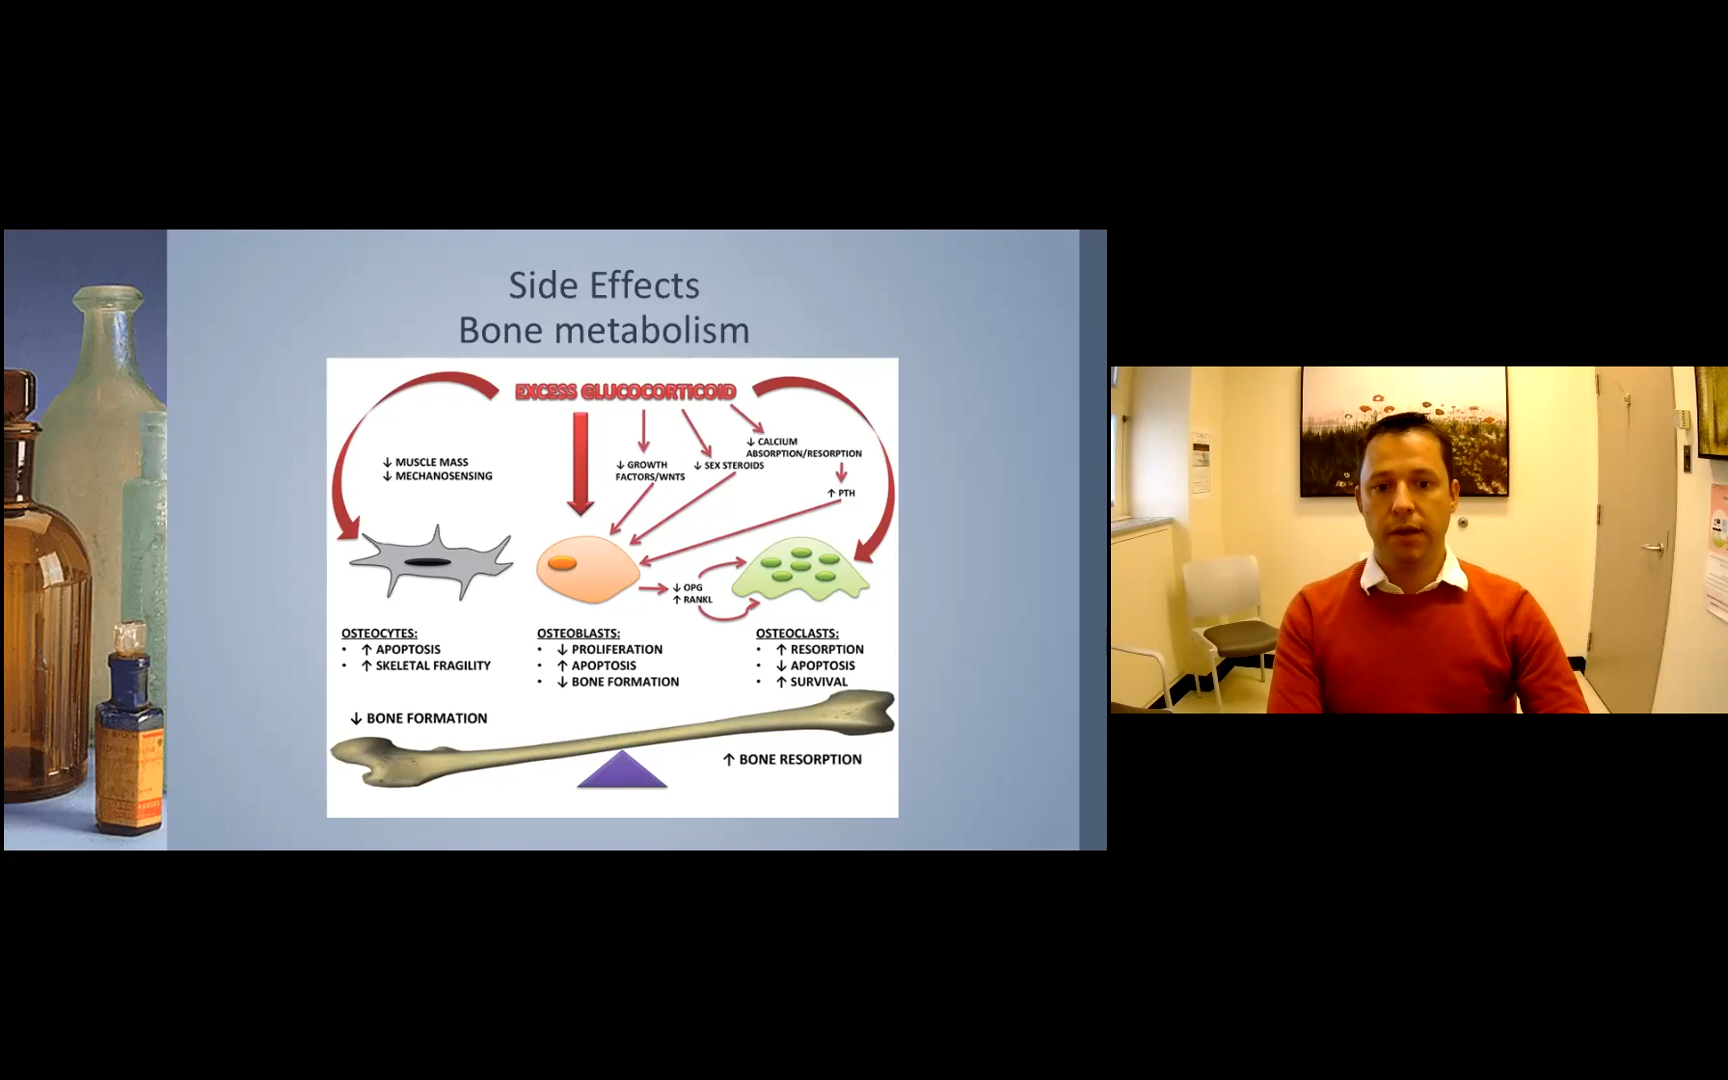 Side Effects
Bone metabolism
EXCESS GLUCOCORTICOID
↓ MUSCLE MASS
↓ MECHANOSENSING
↓ GROWTH
FACTORS/WNTS
↓ SEX STEROIDS
↓ CALCIUM
ABSORPTION/RESORPTION
↑ PTH
↓ OPG
↑ RANKL
OSTEOCYTES:
• ↑ APOPTOSIS
• ↑ SKELETAL FRAGILITY
OSTEOBLASTS:
• ↓ PROLIFERATION
• ↑ APOPTOSIS
• ↓ BONE FORMATION
OSTEOCLASTS:
• ↑ RESORPTION
• ↓ APOPTOSIS
• ↑ SURVIVAL
↓ BONE FORMATION
↑ BONE RESORPTION